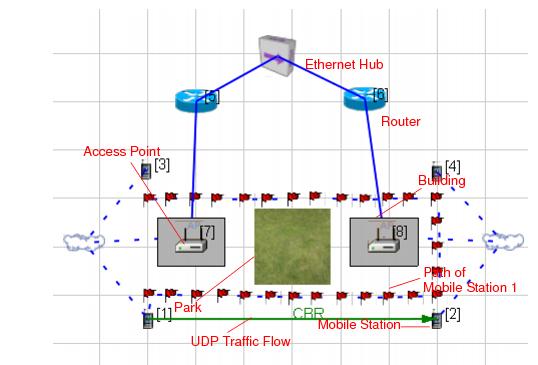 Ethernet Hub
[5]
[6]
Router
Access Point
[3]
[4]
Building
[7]
[8]
Path of
Mobile Station 1
Park
[1]
CBR
Mobile Station
[2]
UDP Traffic Flow